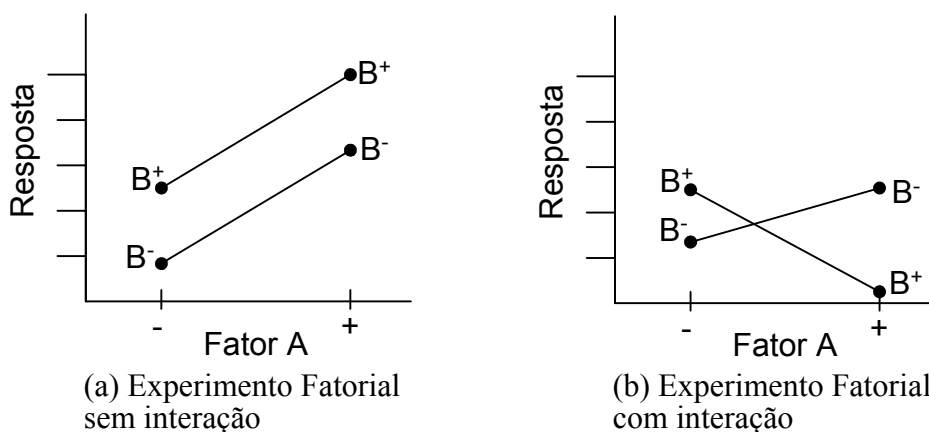 Resposta
B⁺
B⁺
B⁻
B⁻
-
+
Fator A
(a) Experimento Fatorial
sem interação
Resposta
B⁺
B⁻
B⁻
B⁺
-
+
Fator A
(b) Experimento Fatorial
com interação